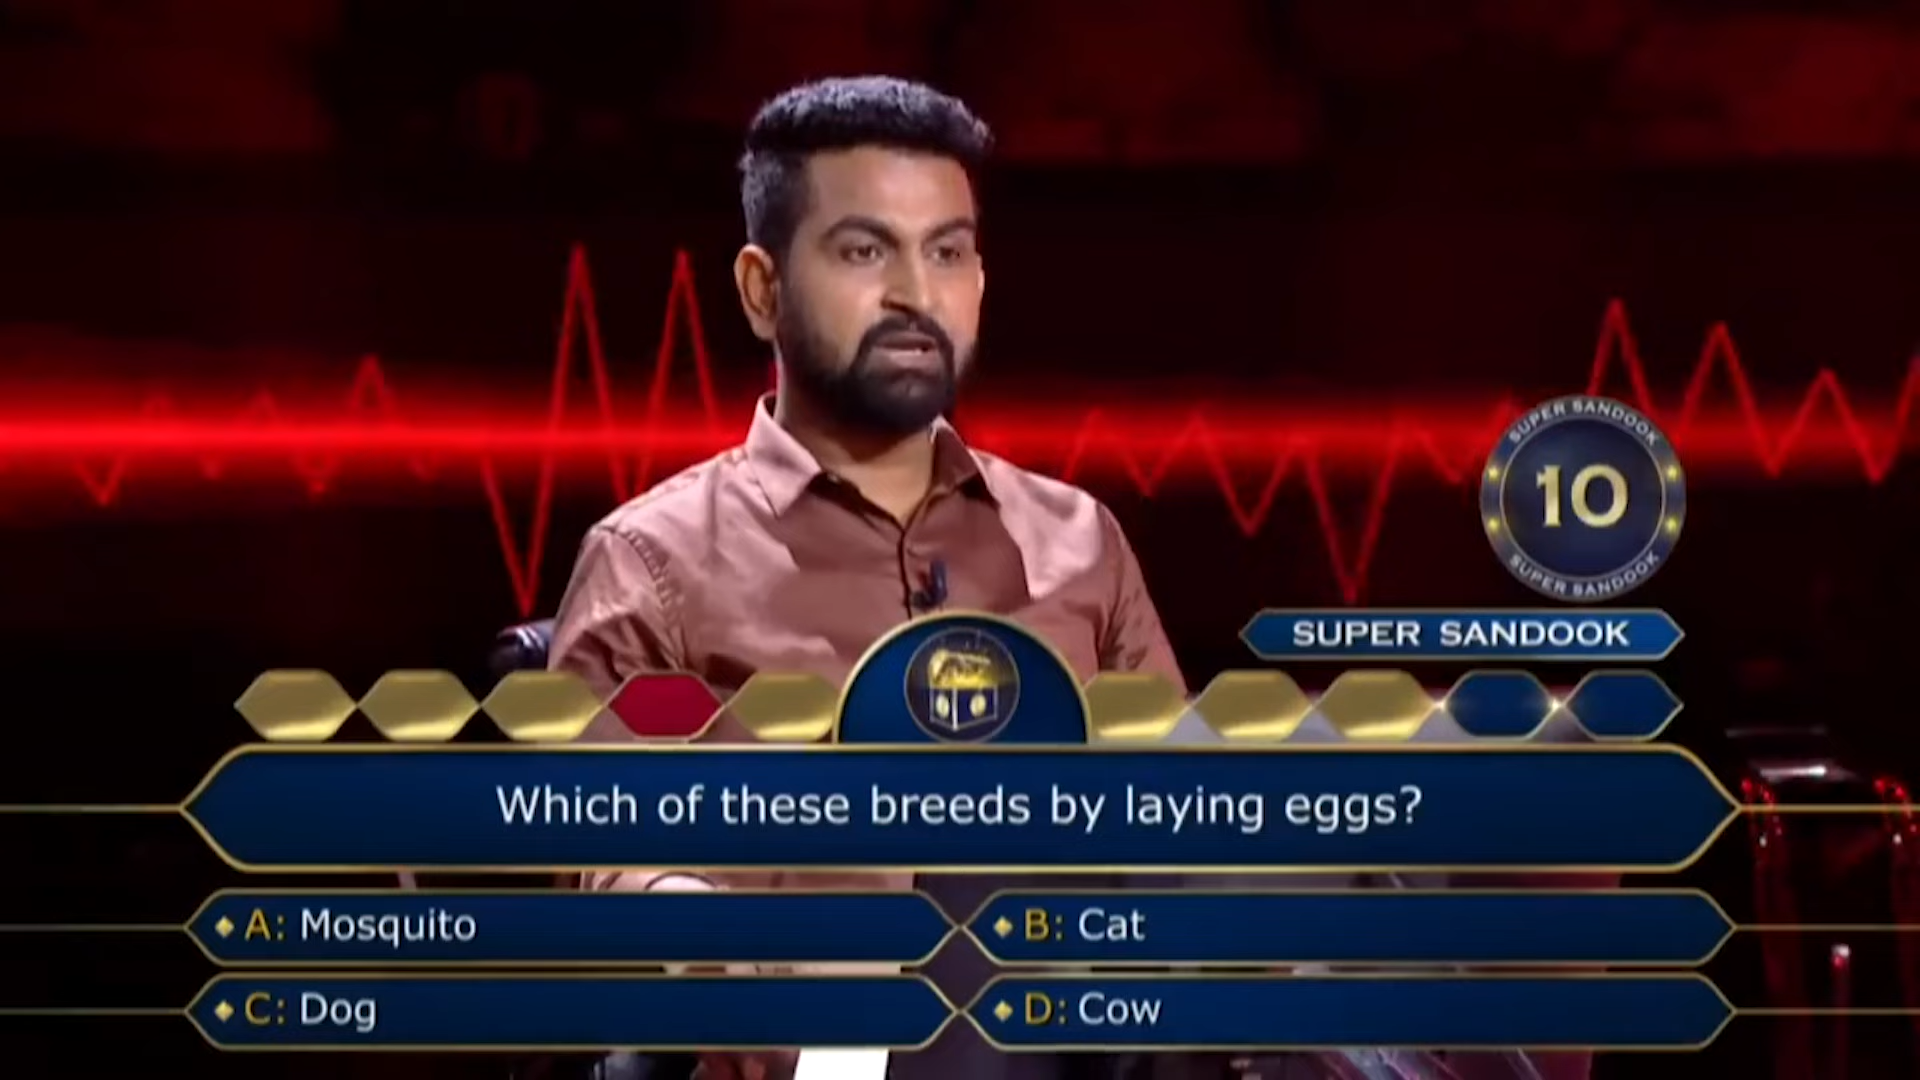 SUPER SANDOOK
10
SUPER SANDOOK
SUPER SANDOOK
Which of these breeds by laying eggs?
A: Mosquito
B: Cat
C: Dog
D: Cow